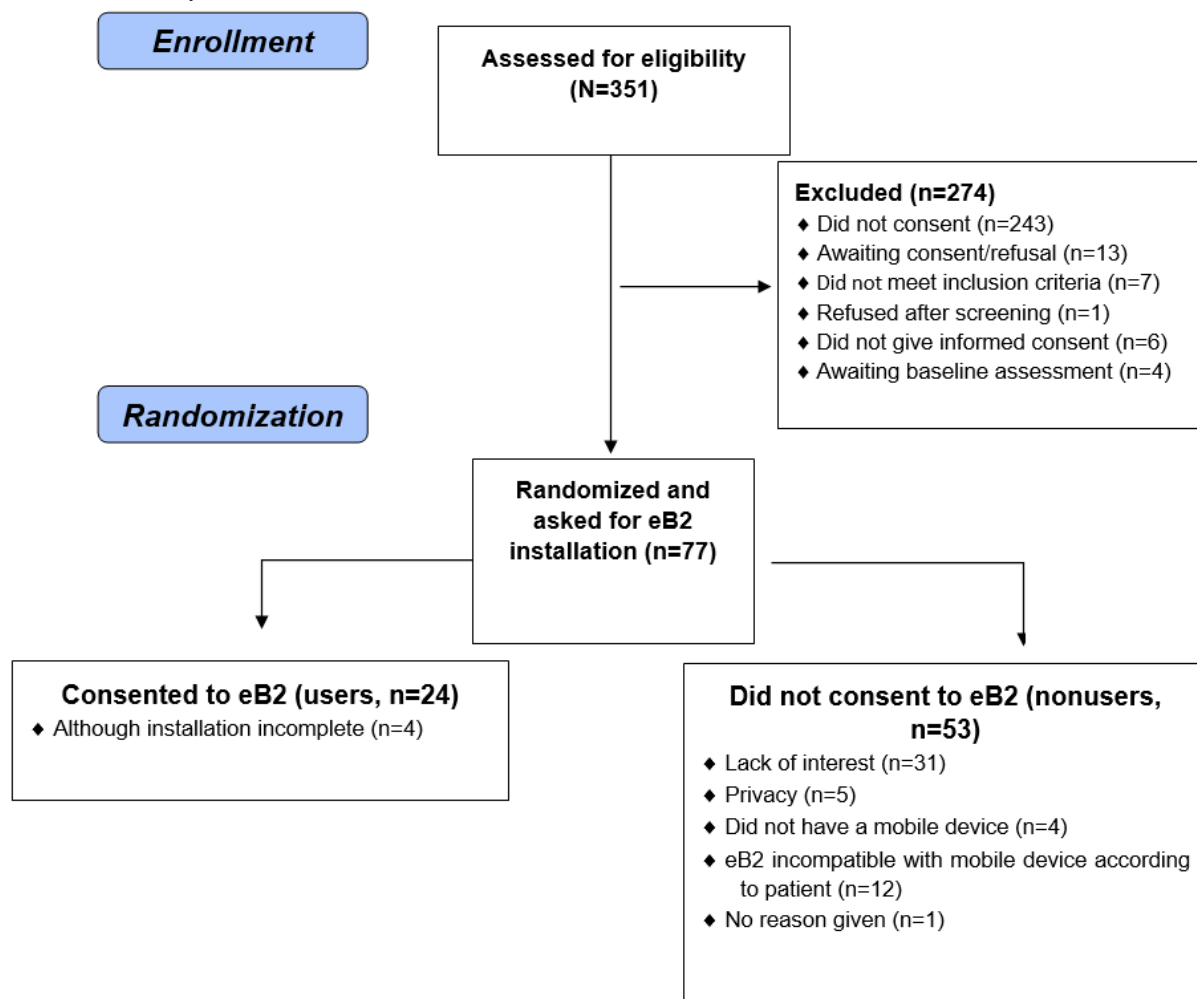 Enrollment
Assessed for eligibility
(N=351)
Excluded (n=274)
♦ Did not consent (n=243)
♦ Awaiting consent/refusal (n=13)
♦ Did not meet inclusion criteria (n=7)
♦ Refused after screening (n=1)
♦ Did not give informed consent (n=6)
♦ Awaiting baseline assessment (n=4)
Randomization
Randomized and
asked for eB2
installation (n=77)
Consented to eB2 (users, n=24)
♦ Although installation incomplete (n=4)
Did not consent to eB2 (nonusers,
n=53)
♦ Lack of interest (n=31)
♦ Privacy (n=5)
♦ Did not have a mobile device (n=4)
♦ eB2 incompatible with mobile device according
to patient (n=12)
♦ No reason given (n=1)